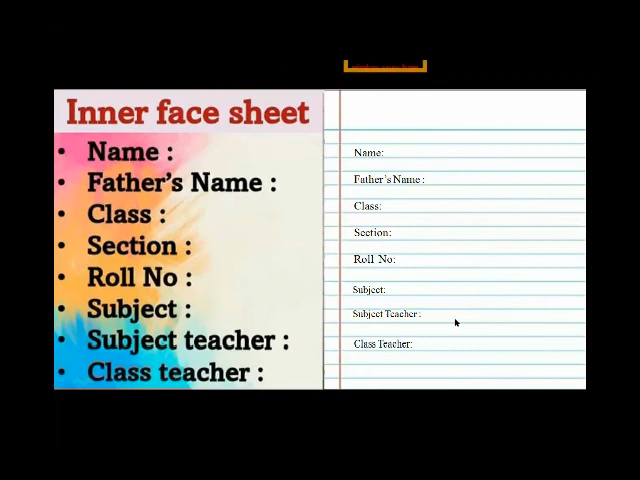 Inner face sheet
• Name :
• Father's Name :
• Class :
• Section :
• Roll No :
• Subject :
• Subject teacher :
• Class teacher :
Name:
Father's Name :
Class:
Section:
Roll No:
Subject:
Subject Teacher :
Class Teacher: